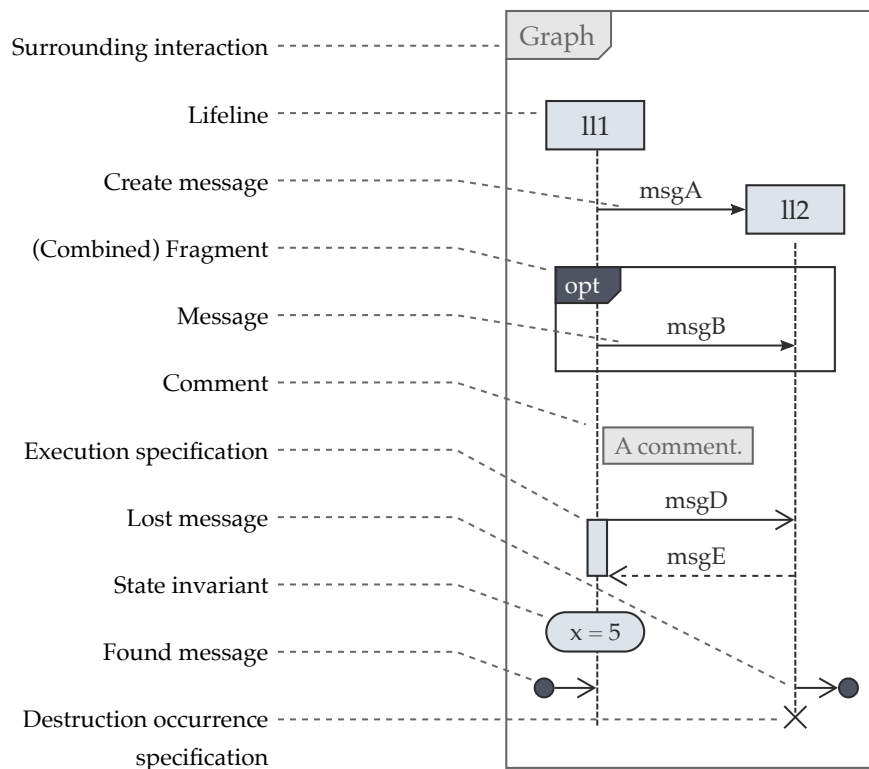 Graph
Surrounding interaction
Lifeline
ll1
Create message
msgA
ll2
(Combined) Fragment
opt
Message
msgB
Comment
A comment.
Execution specification
msgD
Lost message
msgE
State invariant
x = 5
Found message
Destruction occurrence
specification